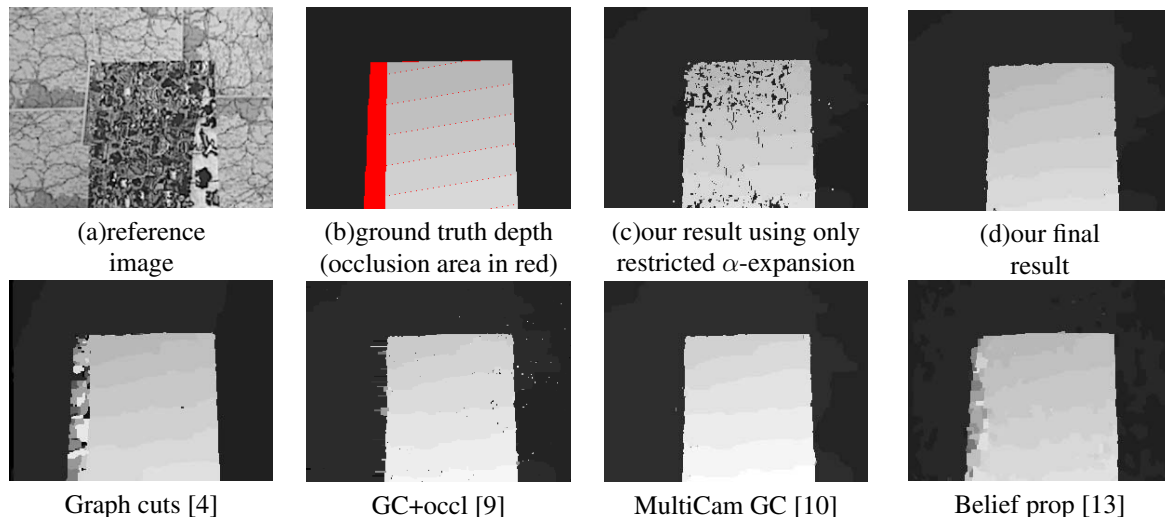 (a)reference
image
(b)ground truth depth
(occlusion area in red)
(c)our result using only
restricted α-expansion
(d)our final
result
Graph cuts [4]
GC+occl [9]
MultiCam GC [10]
Belief prop [13]